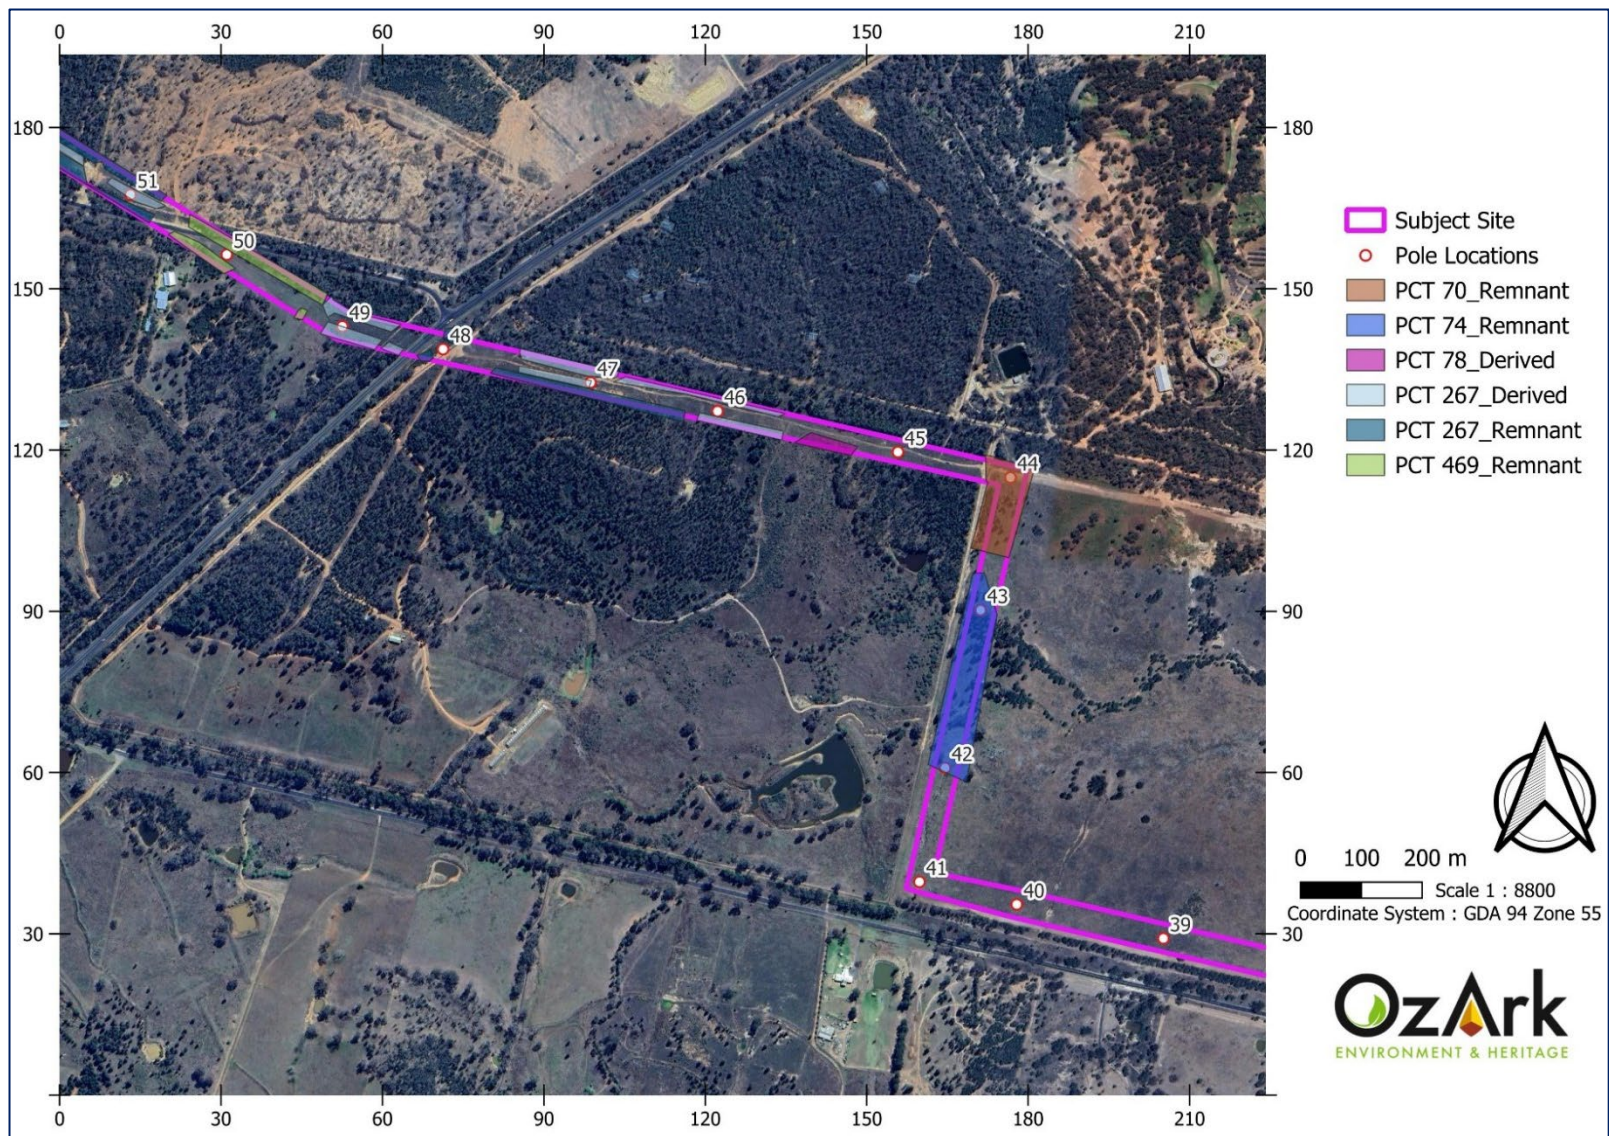 0 30 60 90 120 150 180 210
180 180
150 150
120 120
90 90
60 60
30 30
51
50
49
48
47
46
45
44
43
42
41
40
39
0 30 60 90 120 150 180 210
Subject Site
Pole Locations
PCT 70_Remnant
PCT 74_Remnant
PCT 78_Derived
PCT 267_Derived
PCT 267_Remnant
PCT 469_Remnant
0 100 200 m
Scale 1 : 8800
Coordinate System : GDA 94 Zone 55
OzArk
ENVIRONMENT & HERITAGE